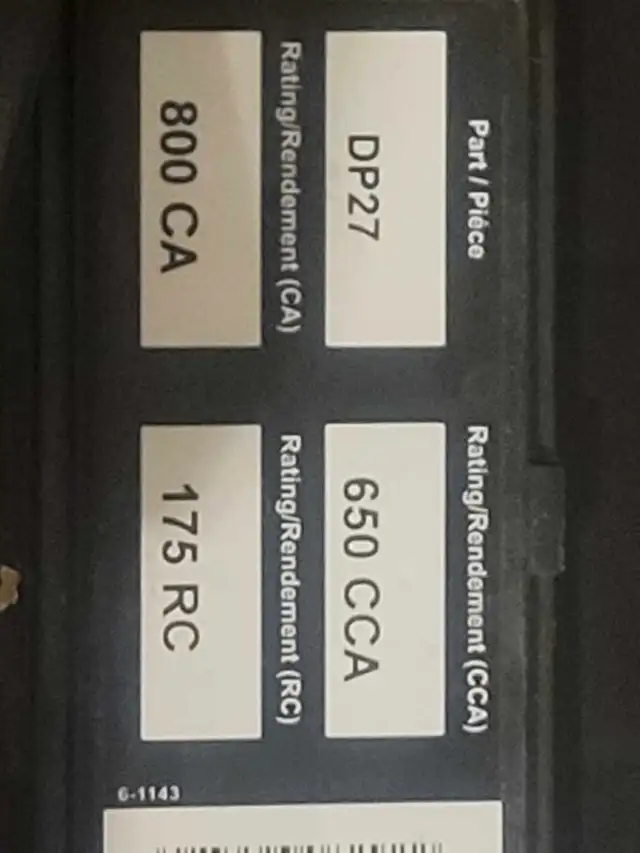 Part / Piéce
DP27
Rating/Rendement (CCA)
650 CCA
Rating/Rendement (CA)
800 CA
Rating/Rendement (RC)
175 RC
6-1143